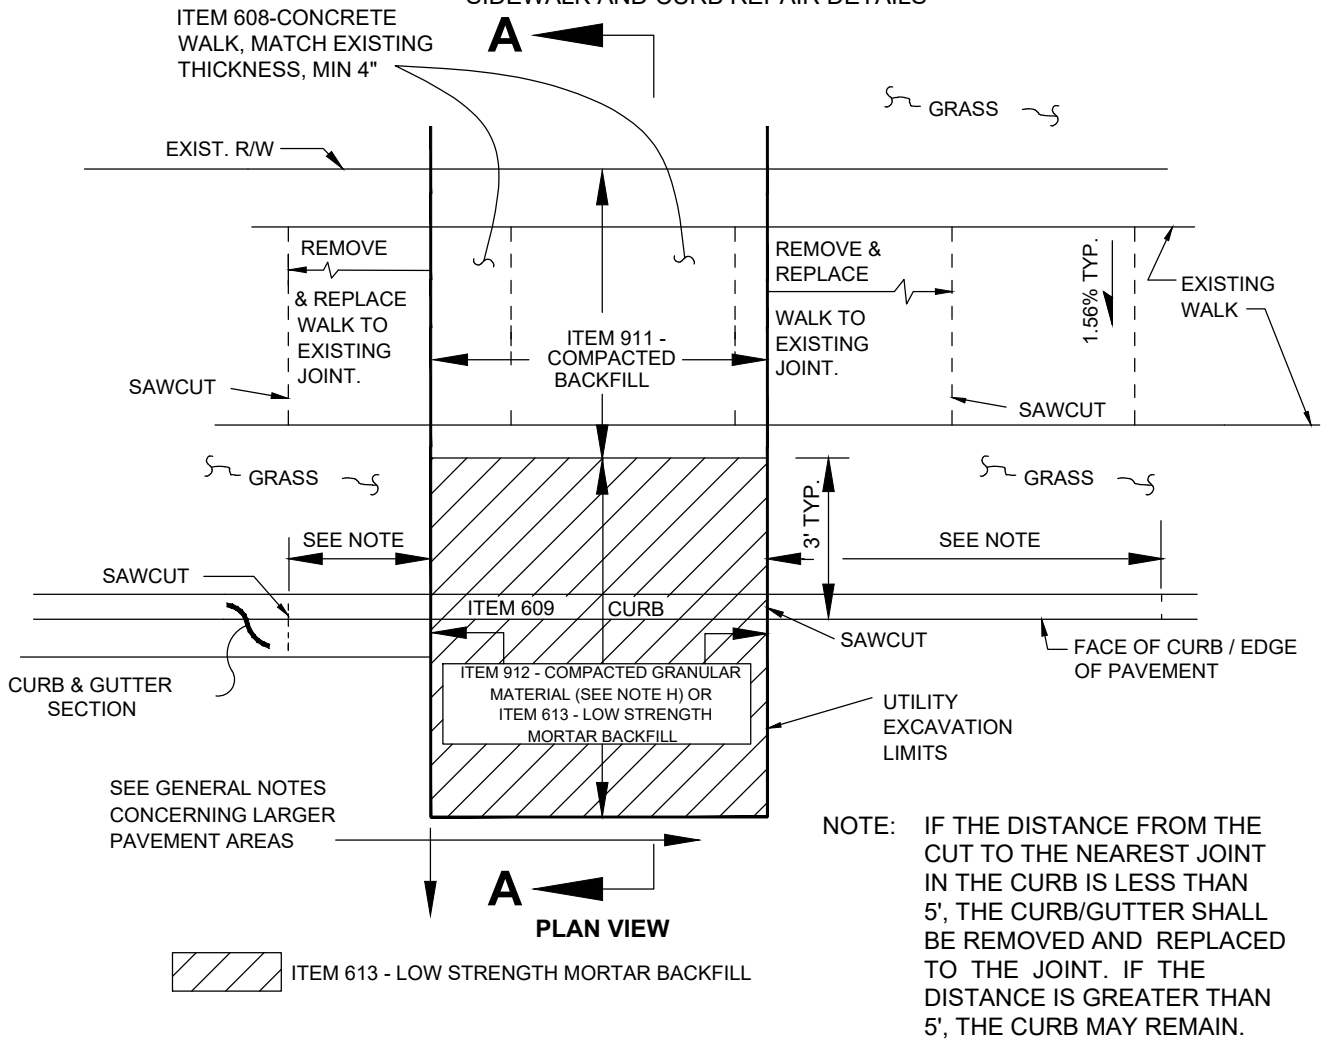 SIDEWALK AND CURB REPAIR DETAILS
ITEM 608-CONCRETE
WALK, MATCH EXISTING
THICKNESS, MIN 4"
A
GRASS
EXIST. R/W
REMOVE
& REPLACE
WALK TO
EXISTING
JOINT.
REMOVE &
REPLACE
WALK TO
EXISTING
JOINT.
1.56% TYP.
EXISTING
WALK
ITEM 911 -
COMPACTED
BACKFILL
SAWCUT
SAWCUT
GRASS
GRASS
3' TYP.
SEE NOTE
SEE NOTE
SAWCUT
ITEM 609
CURB
SAWCUT
FACE OF CURB / EDGE
OF PAVEMENT
CURB & GUTTER
SECTION
ITEM 912 - COMPACTED GRANULAR
MATERIAL (SEE NOTE H) OR
ITEM 613 - LOW STRENGTH
MORTAR BACKFILL
UTILITY
EXCAVATION
LIMITS
SEE GENERAL NOTES
CONCERNING LARGER
PAVEMENT AREAS
A
PLAN VIEW
ITEM 613 - LOW STRENGTH MORTAR BACKFILL
NOTE: IF THE DISTANCE FROM THE
CUT TO THE NEAREST JOINT
IN THE CURB IS LESS THAN
5', THE CURB/GUTTER SHALL
BE REMOVED AND REPLACED
TO THE JOINT. IF THE
DISTANCE IS GREATER THAN
5', THE CURB MAY REMAIN.